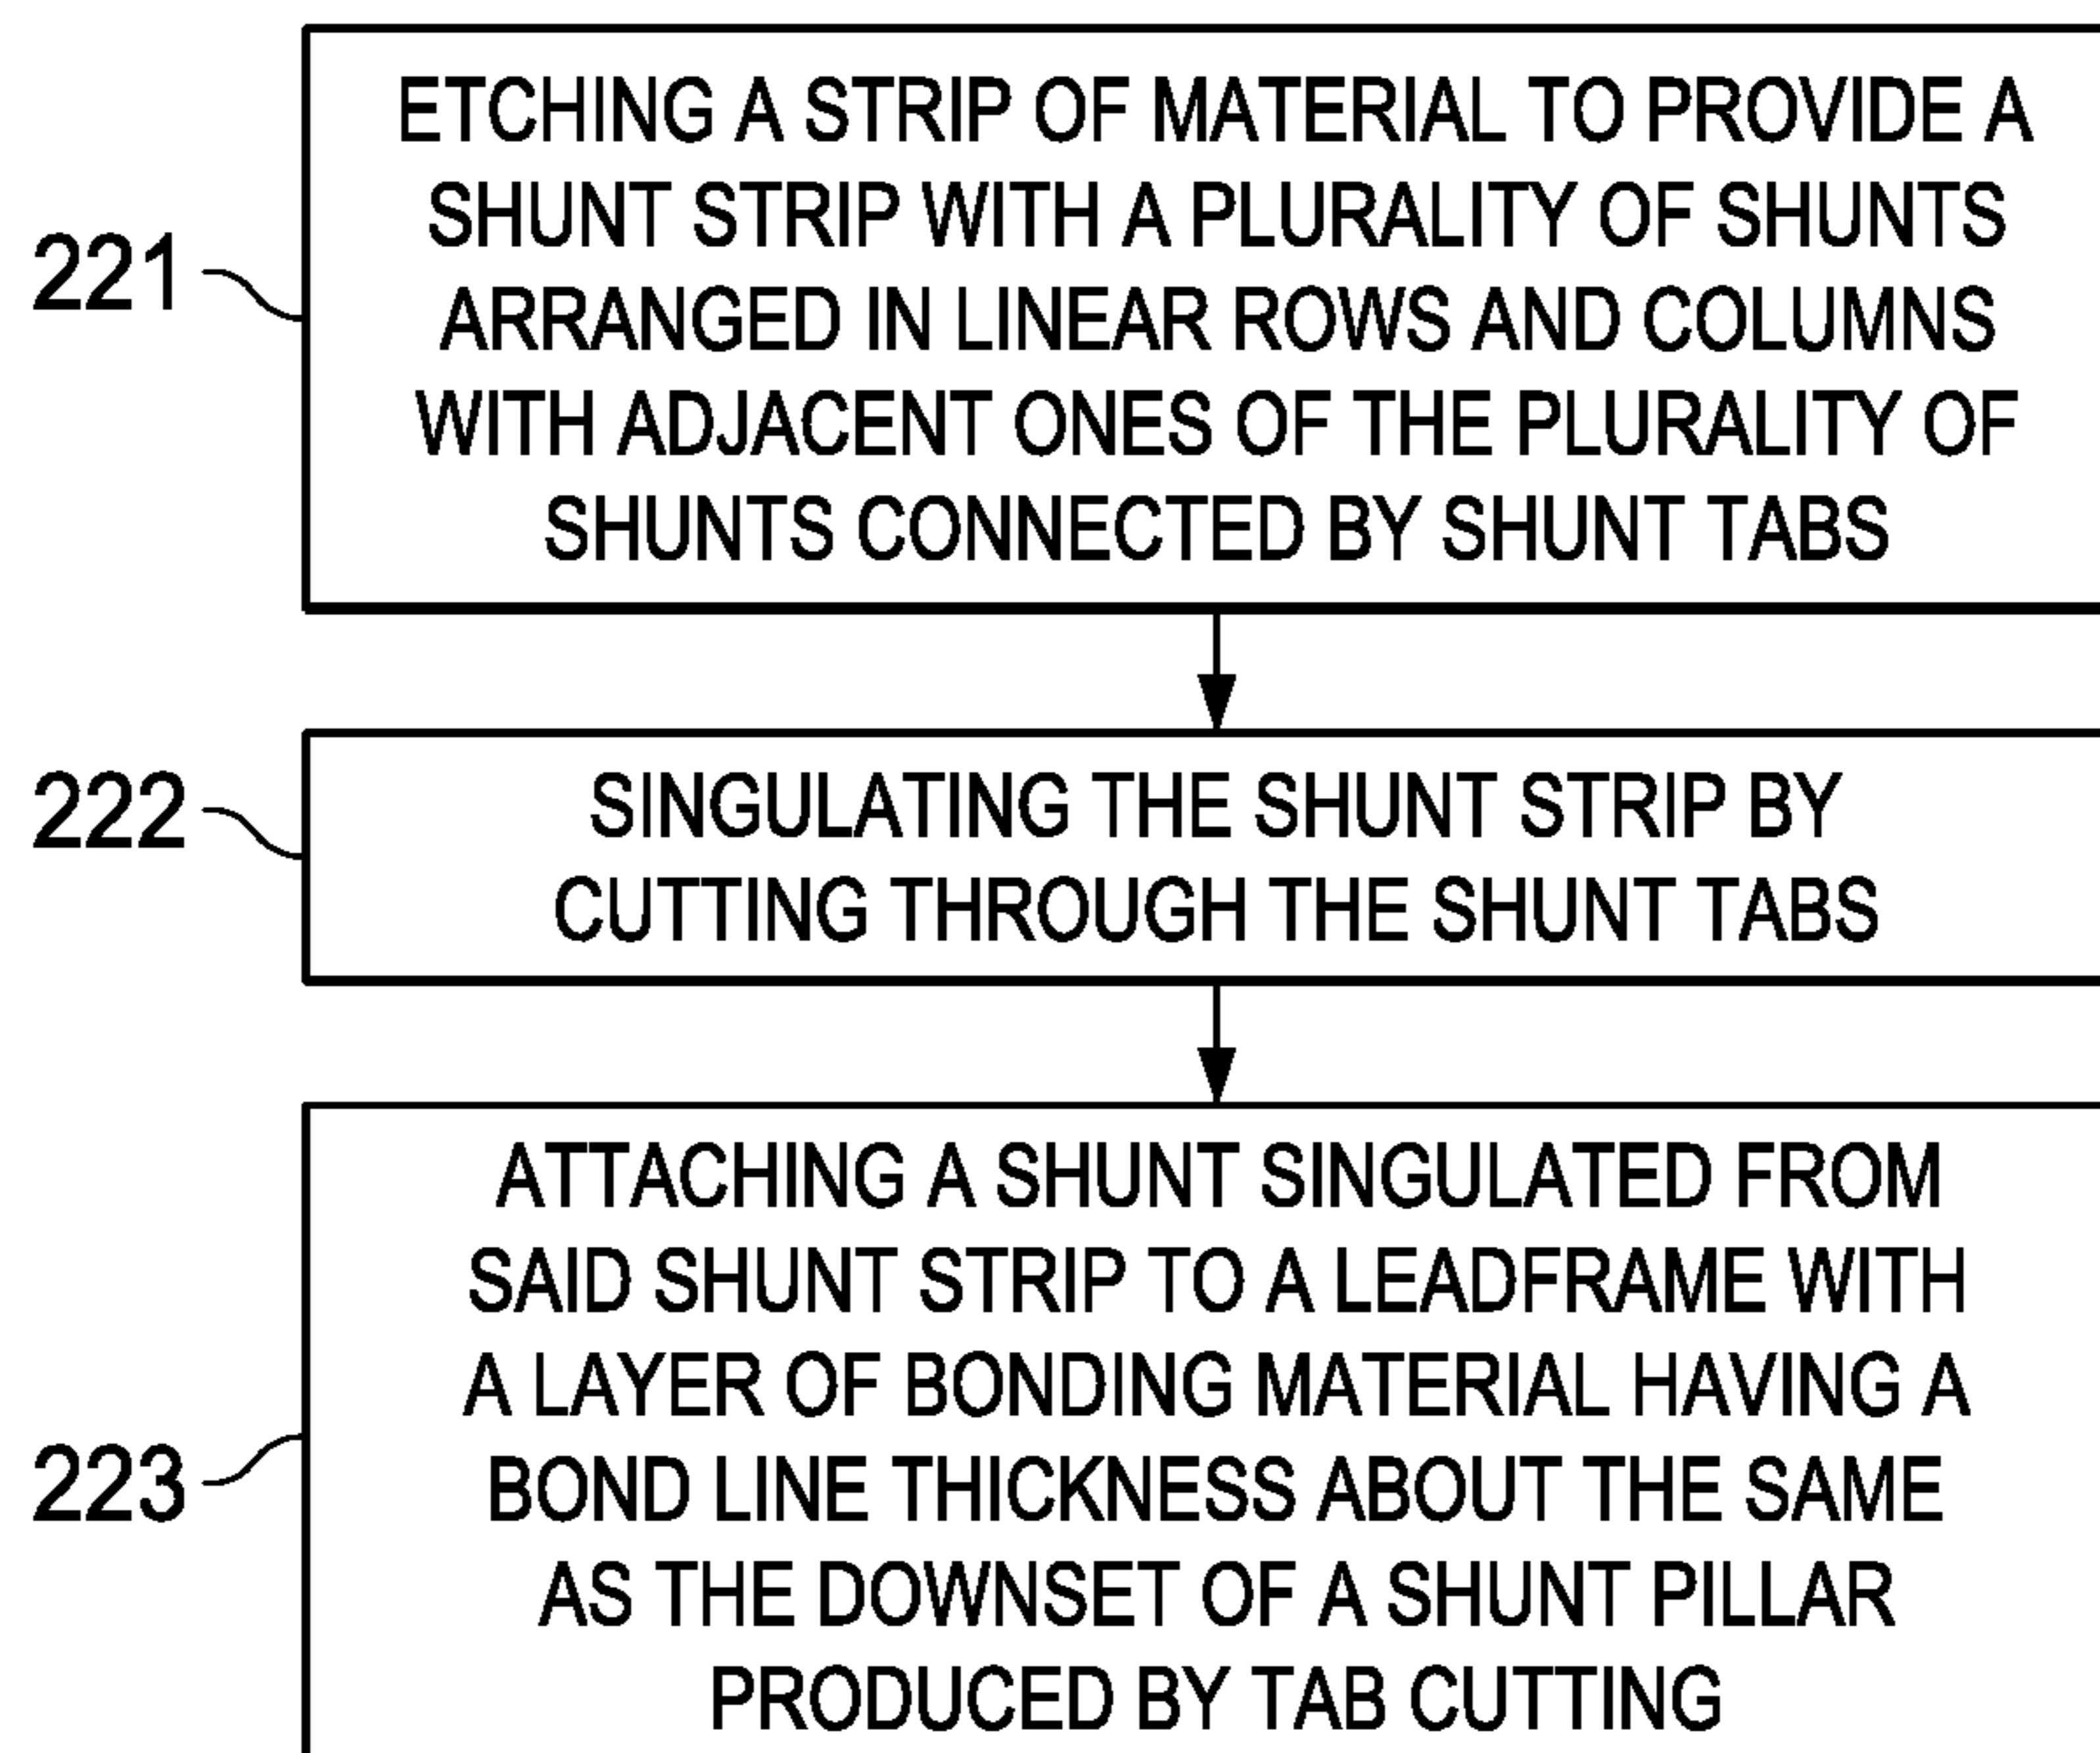 221
ETCHING A STRIP OF MATERIAL TO PROVIDE A
SHUNT STRIP WITH A PLURALITY OF SHUNTS
ARRANGED IN LINEAR ROWS AND COLUMNS
WITH ADJACENT ONES OF THE PLURALITY OF
SHUNTS CONNECTED BY SHUNT TABS
222
SINGULATING THE SHUNT STRIP BY
CUTTING THROUGH THE SHUNT TABS
223
ATTACHING A SHUNT SINGULATED FROM
SAID SHUNT STRIP TO A LEADFRAME WITH
A LAYER OF BONDING MATERIAL HAVING A
BOND LINE THICKNESS ABOUT THE SAME
AS THE DOWNSET OF A SHUNT PILLAR
PRODUCED BY TAB CUTTING